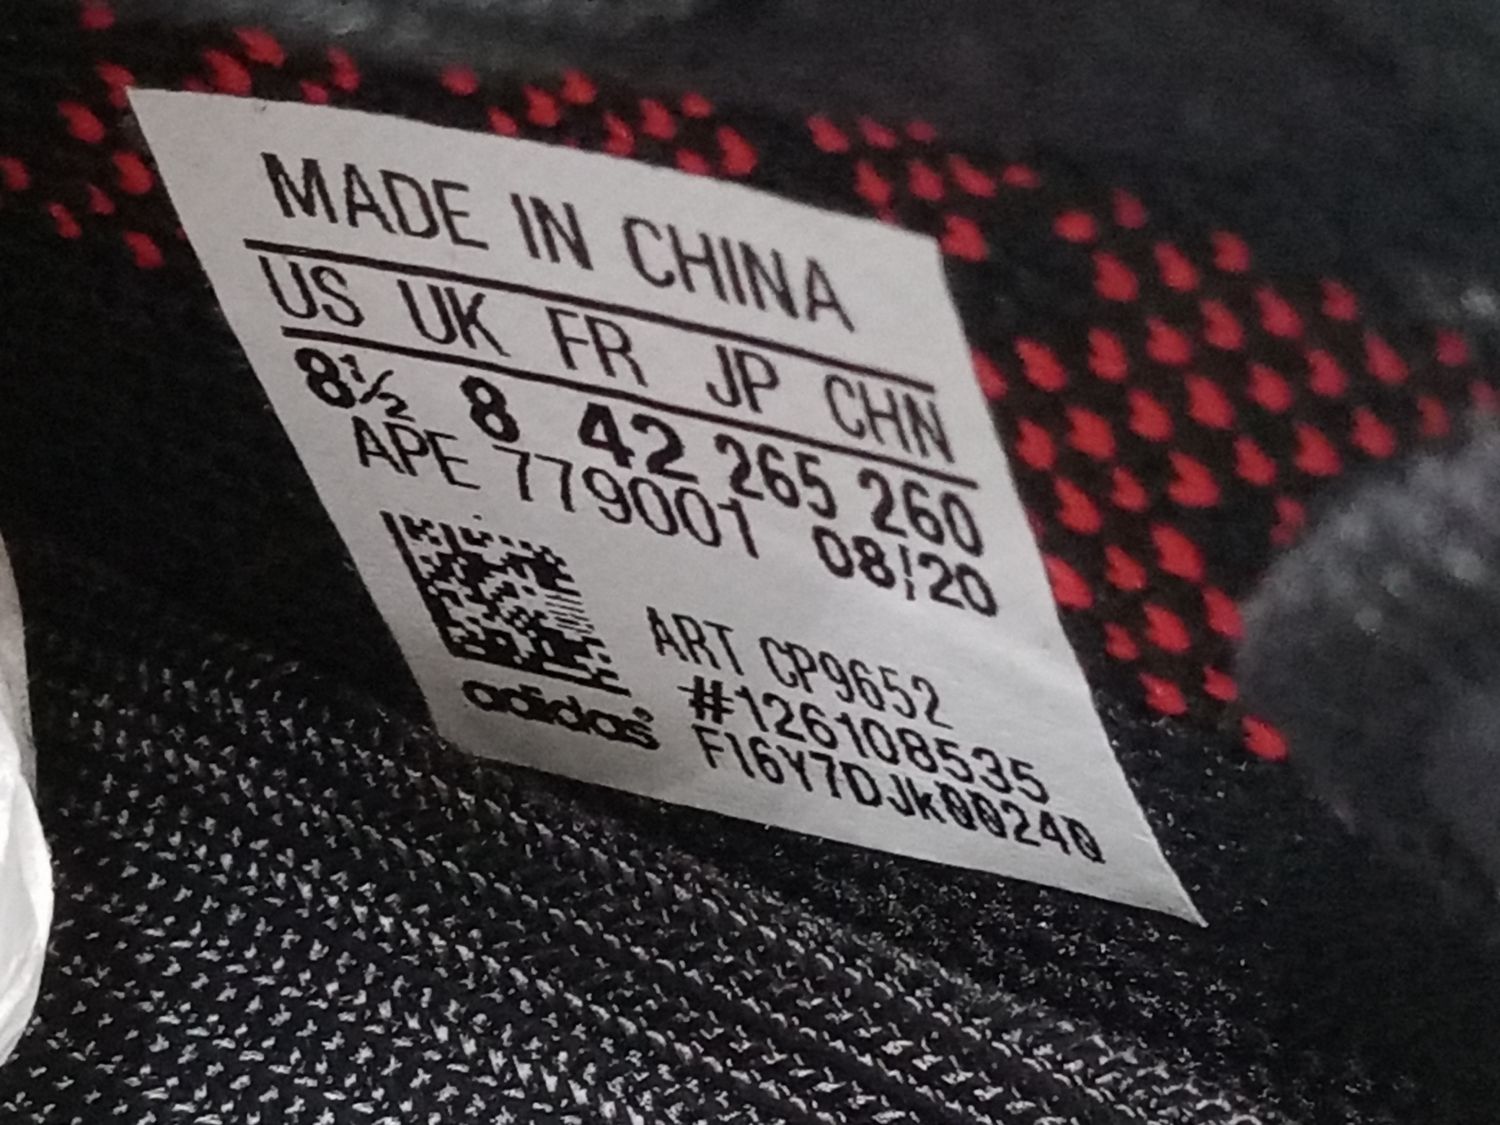 MADE IN CHINA
US UK FR JP CHN
8½ 8 42 265 260
APE 779001 08/20
ART CP9652
#126108535
F16Y7DJK00240
adidas